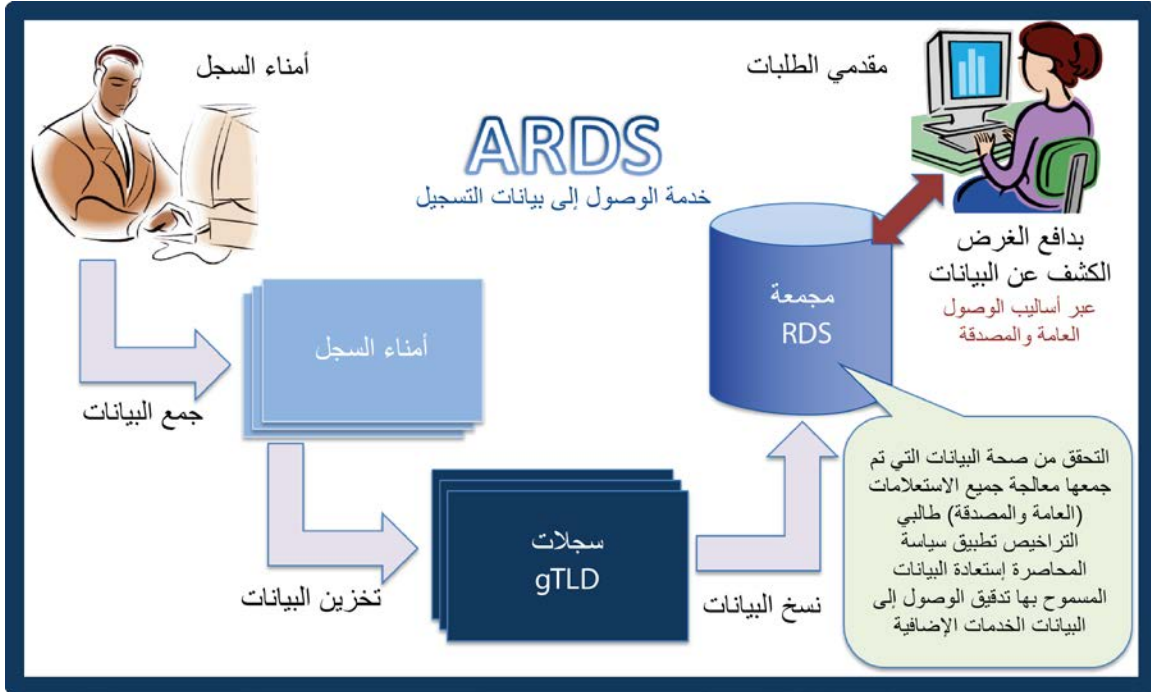 أمناء السجل
مقدمي الطلبات
ARDS
خدمة الوصول إلى بيانات التسجيل
بدافع الغرض
الكشف عن البيانات
عبر أساليب الوصول
العامة والمصدقة
مجمعة
RDS
أمناء السجل
جمع البيانات
سجلات
gTLD
تخزين البيانات
نسخ البيانات
التحقق من صحة البيانات التي تم
جمعها معالجة جميع الاستعلامات
(العامة والمصدقة) طالبي
التراخيص تطبيق سياسة
المحاصرة إستعادة البيانات
المسموح بها تدقيق الوصول إلى
البيانات الخدمات الإضافية